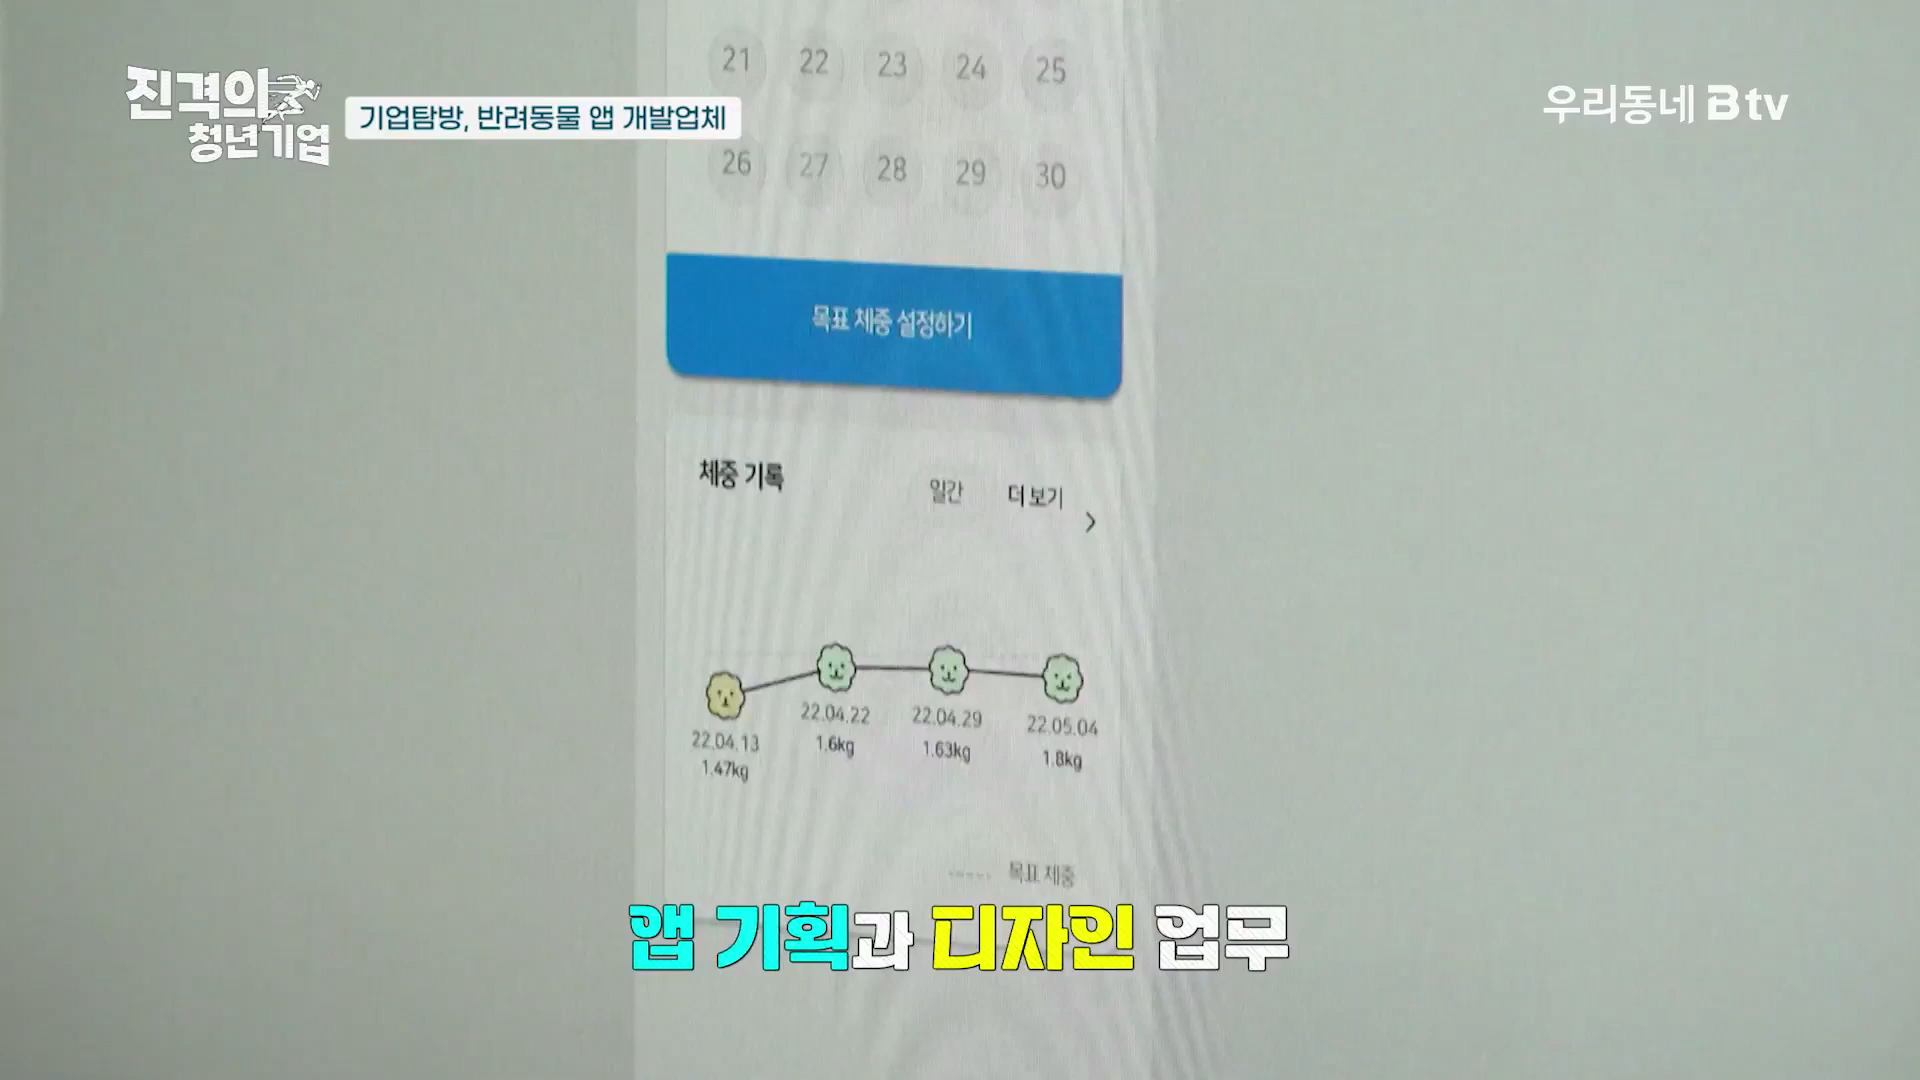 진격의
청년기업
기업탐방, 반려동물 앱 개발업체
우리동네 B tv
21 22 23 24 25
26 27 28 29 30
목표 체중 설정하기
체중 기록
일간 더 보기 >
22.04.13
1.47kg
22.04.22
1.6kg
22.04.29
1.63kg
22.05.04
1.8kg
목표 체중
앱 기획과 디자인 업무